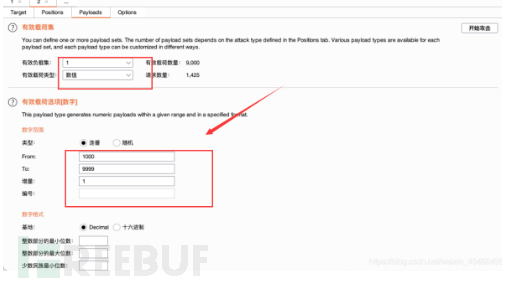 1 × 2 × ...
Target Positions Payloads Options
? 有效载荷集 开始攻击
You can define one or more payload sets. The number of payload sets depends on the attack type defined in the Positions tab. Various payload types are available for each
payload set, and each payload type can be customized in different ways.
有效负载集: 1 有效载荷数量: 9,000
有效载荷类型: 数值 请求数量: 1,425
? 有效载荷选项[数字]
This payload type generates numeric payloads within a given range and in a specified format.
数字范围
类型: 连量 随机
From: 1000
To: 9999
增量: 1
编号:
数字格式
基地: Decimal 十六进制
整数部分的最小位数:
整数部分的最大位数:
少数民族最小位数:
FREEBUF